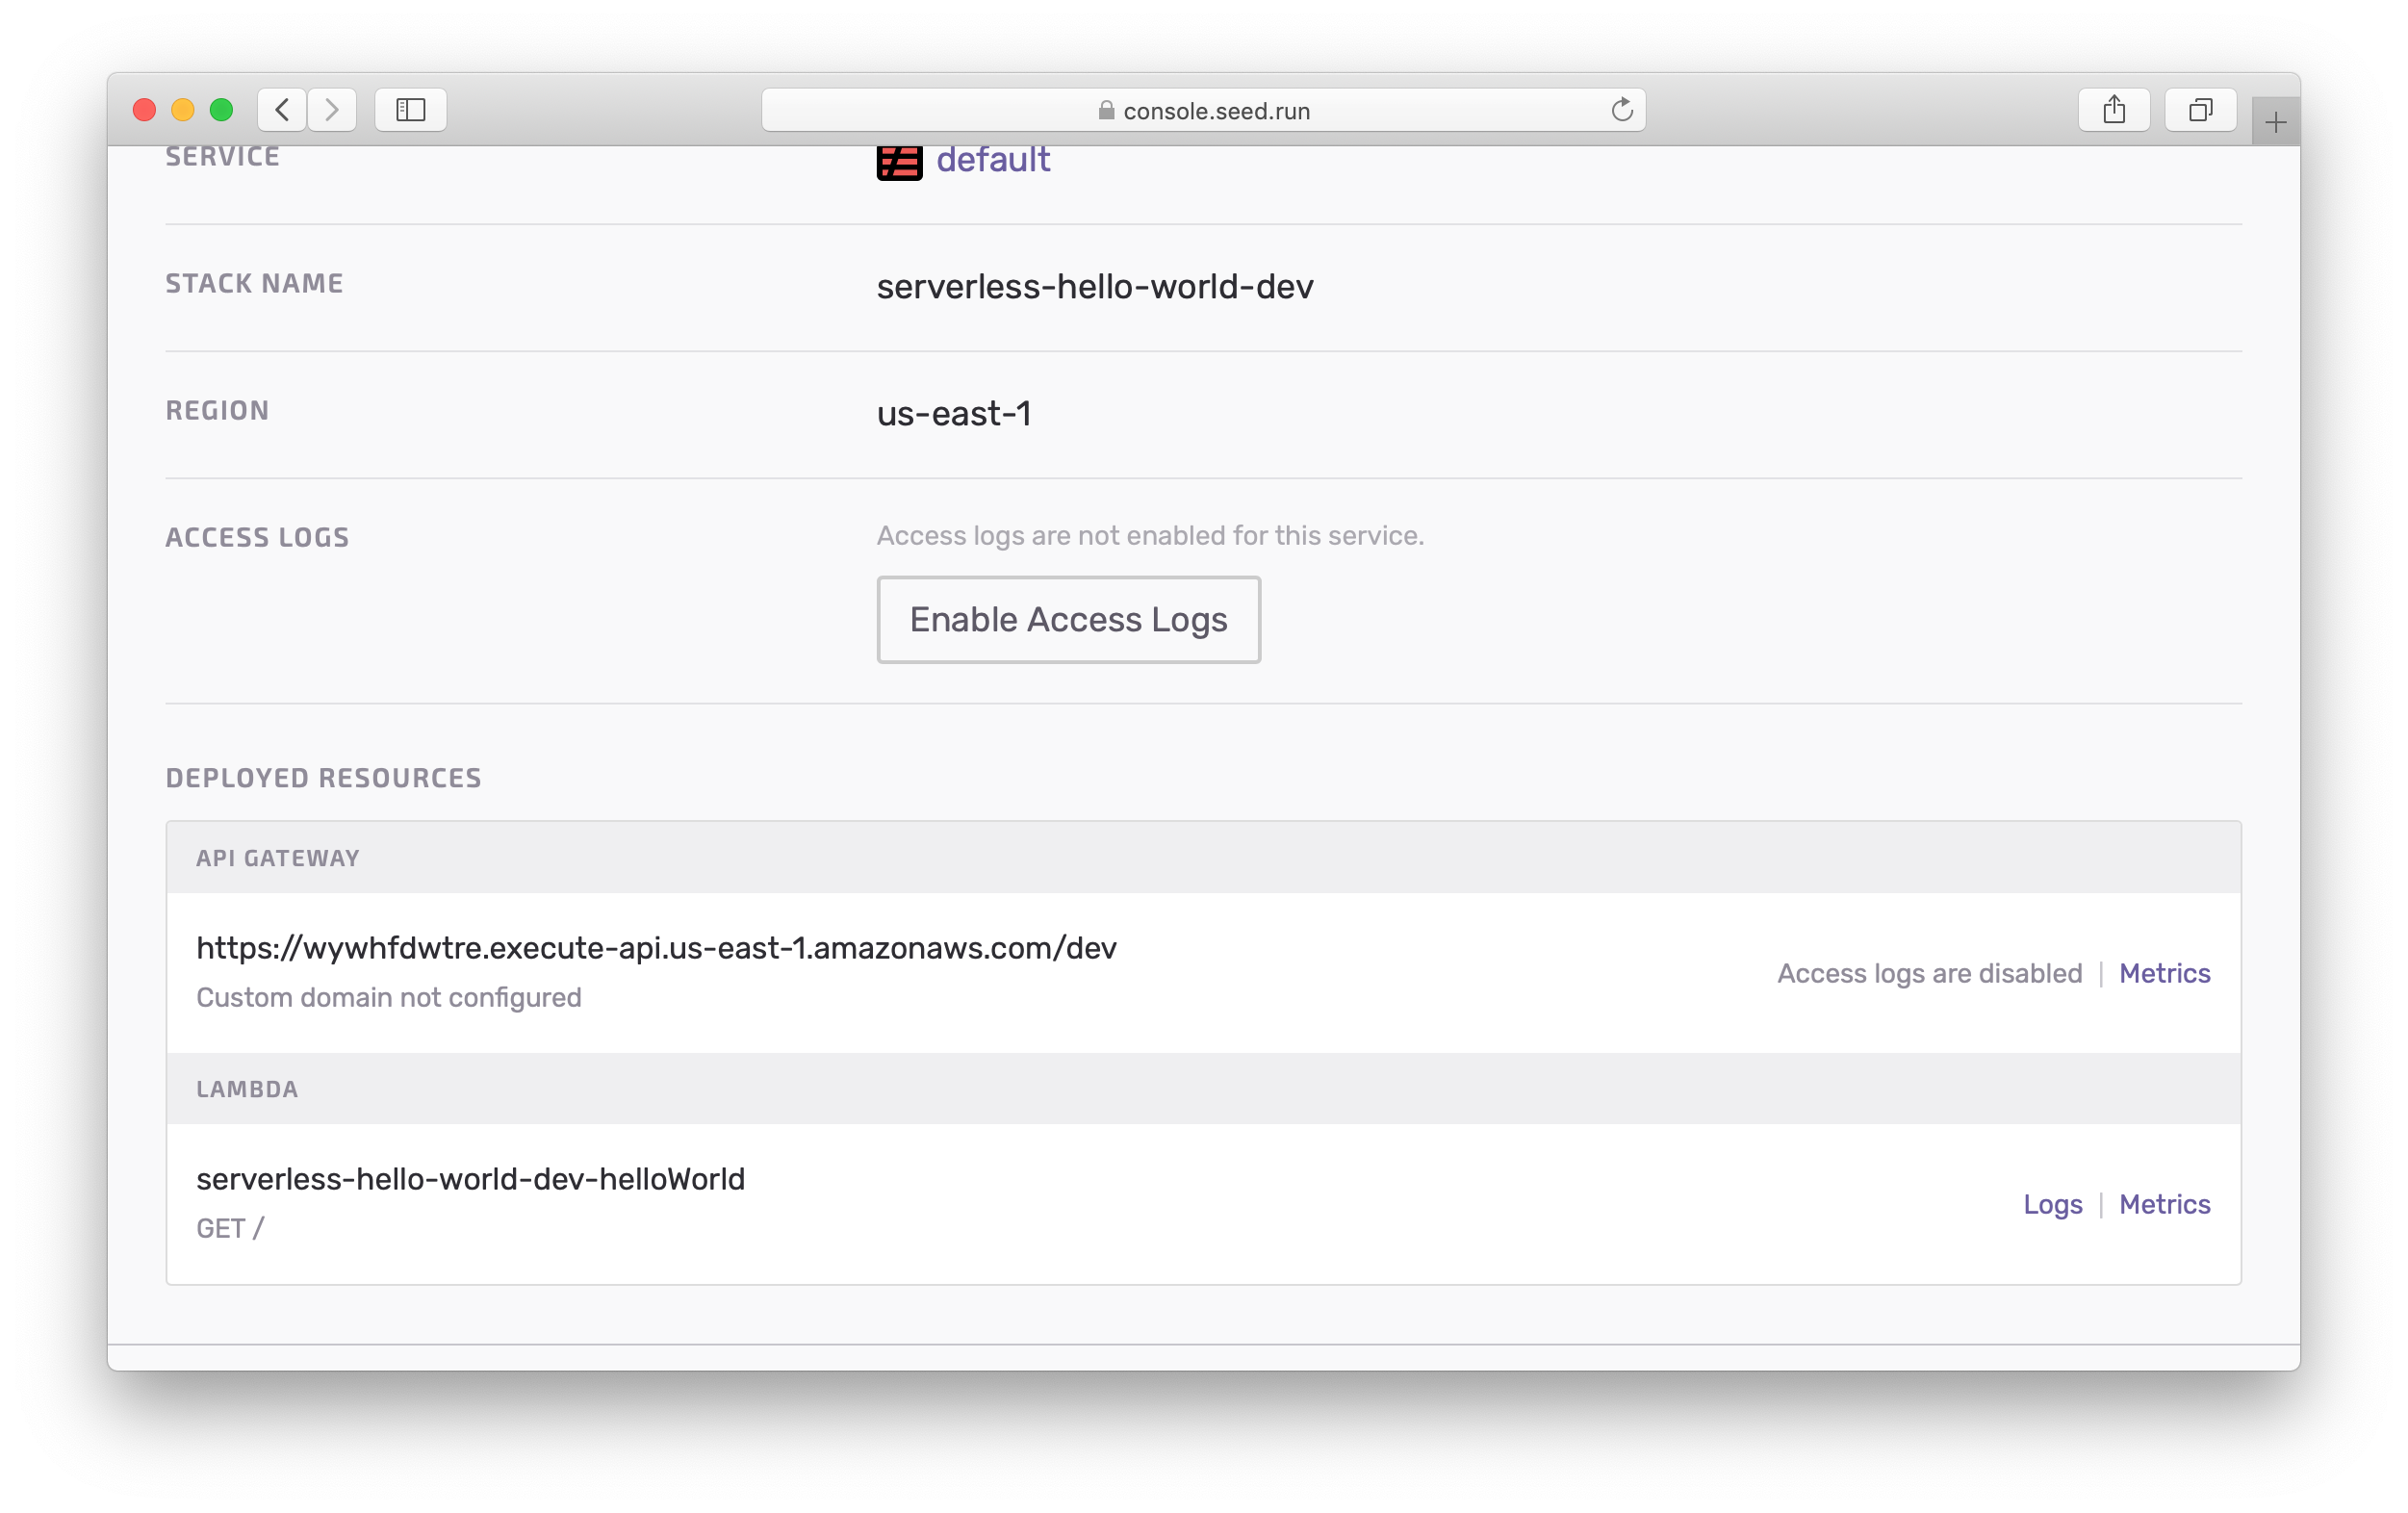 console.seed.run
SERVICE
default
STACK NAME
serverless-hello-world-dev
REGION
us-east-1
ACCESS LOGS
Access logs are not enabled for this service.
Enable Access Logs
DEPLOYED RESOURCES
API GATEWAY
https://wywhfdwtre.execute-api.us-east-1.amazonaws.com/dev
Custom domain not configured
Access logs are disabled | Metrics
LAMBDA
serverless-hello-world-dev-helloWorld
GET /
Logs | Metrics